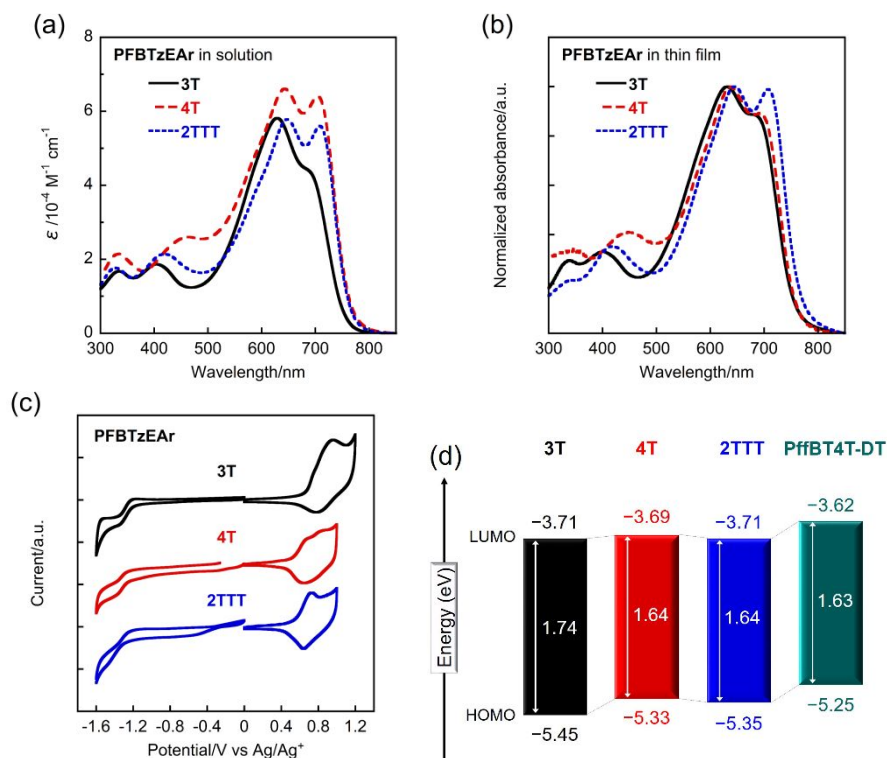 (a)
PFBTzEAr in solution
3T
4T
2TTT
8
6
4
2
0
ε /10⁻⁴ M⁻¹ cm⁻¹
300 400 500 600 700 800
Wavelength/nm
(b)
PFBTzEAr in thin film
3T
4T
2TTT
Normalized absorbance/a.u.
300 400 500 600 700 800
Wavelength/nm
(c)
PFBTzEAr
3T
4T
2TTT
Current/a.u.
-1.6 -1.2 -0.8 -0.4 0 0.4 0.8 1.2
Potential/V vs Ag/Ag⁺
(d)
3T 4T 2TTT PffBT4T-DT
Energy (eV)
LUMO
−3.71 −3.69 −3.71 −3.62
1.74 1.64 1.64 1.63
HOMO
−5.45 −5.33 −5.35 −5.25